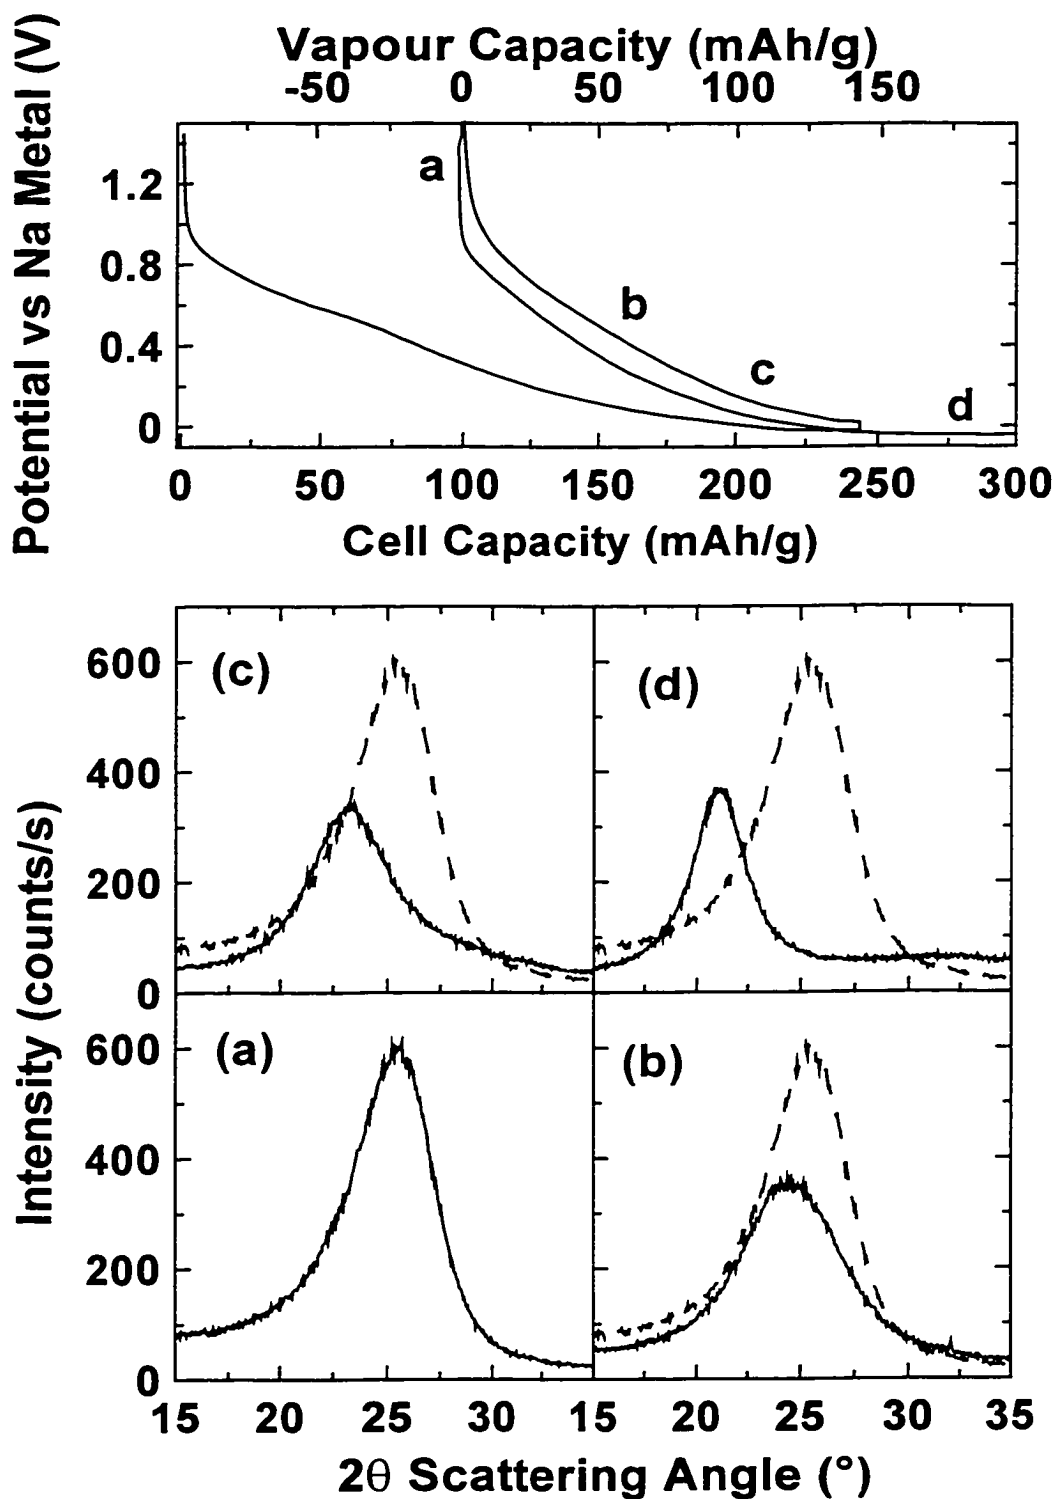 Vapour Capacity (mAh/g)
-50 0 50 100 150
Potential vs Na Metal (V)
1.2
0.8
0.4
0
a
b
c
d
0 50 100 150 200 250 300
Cell Capacity (mAh/g)
Intensity (counts/s)
600
400
200
0
(c)
(d)
600
400
200
0
(a)
(b)
15 20 25 30 15 20 25 30 35
2θ Scattering Angle (°)